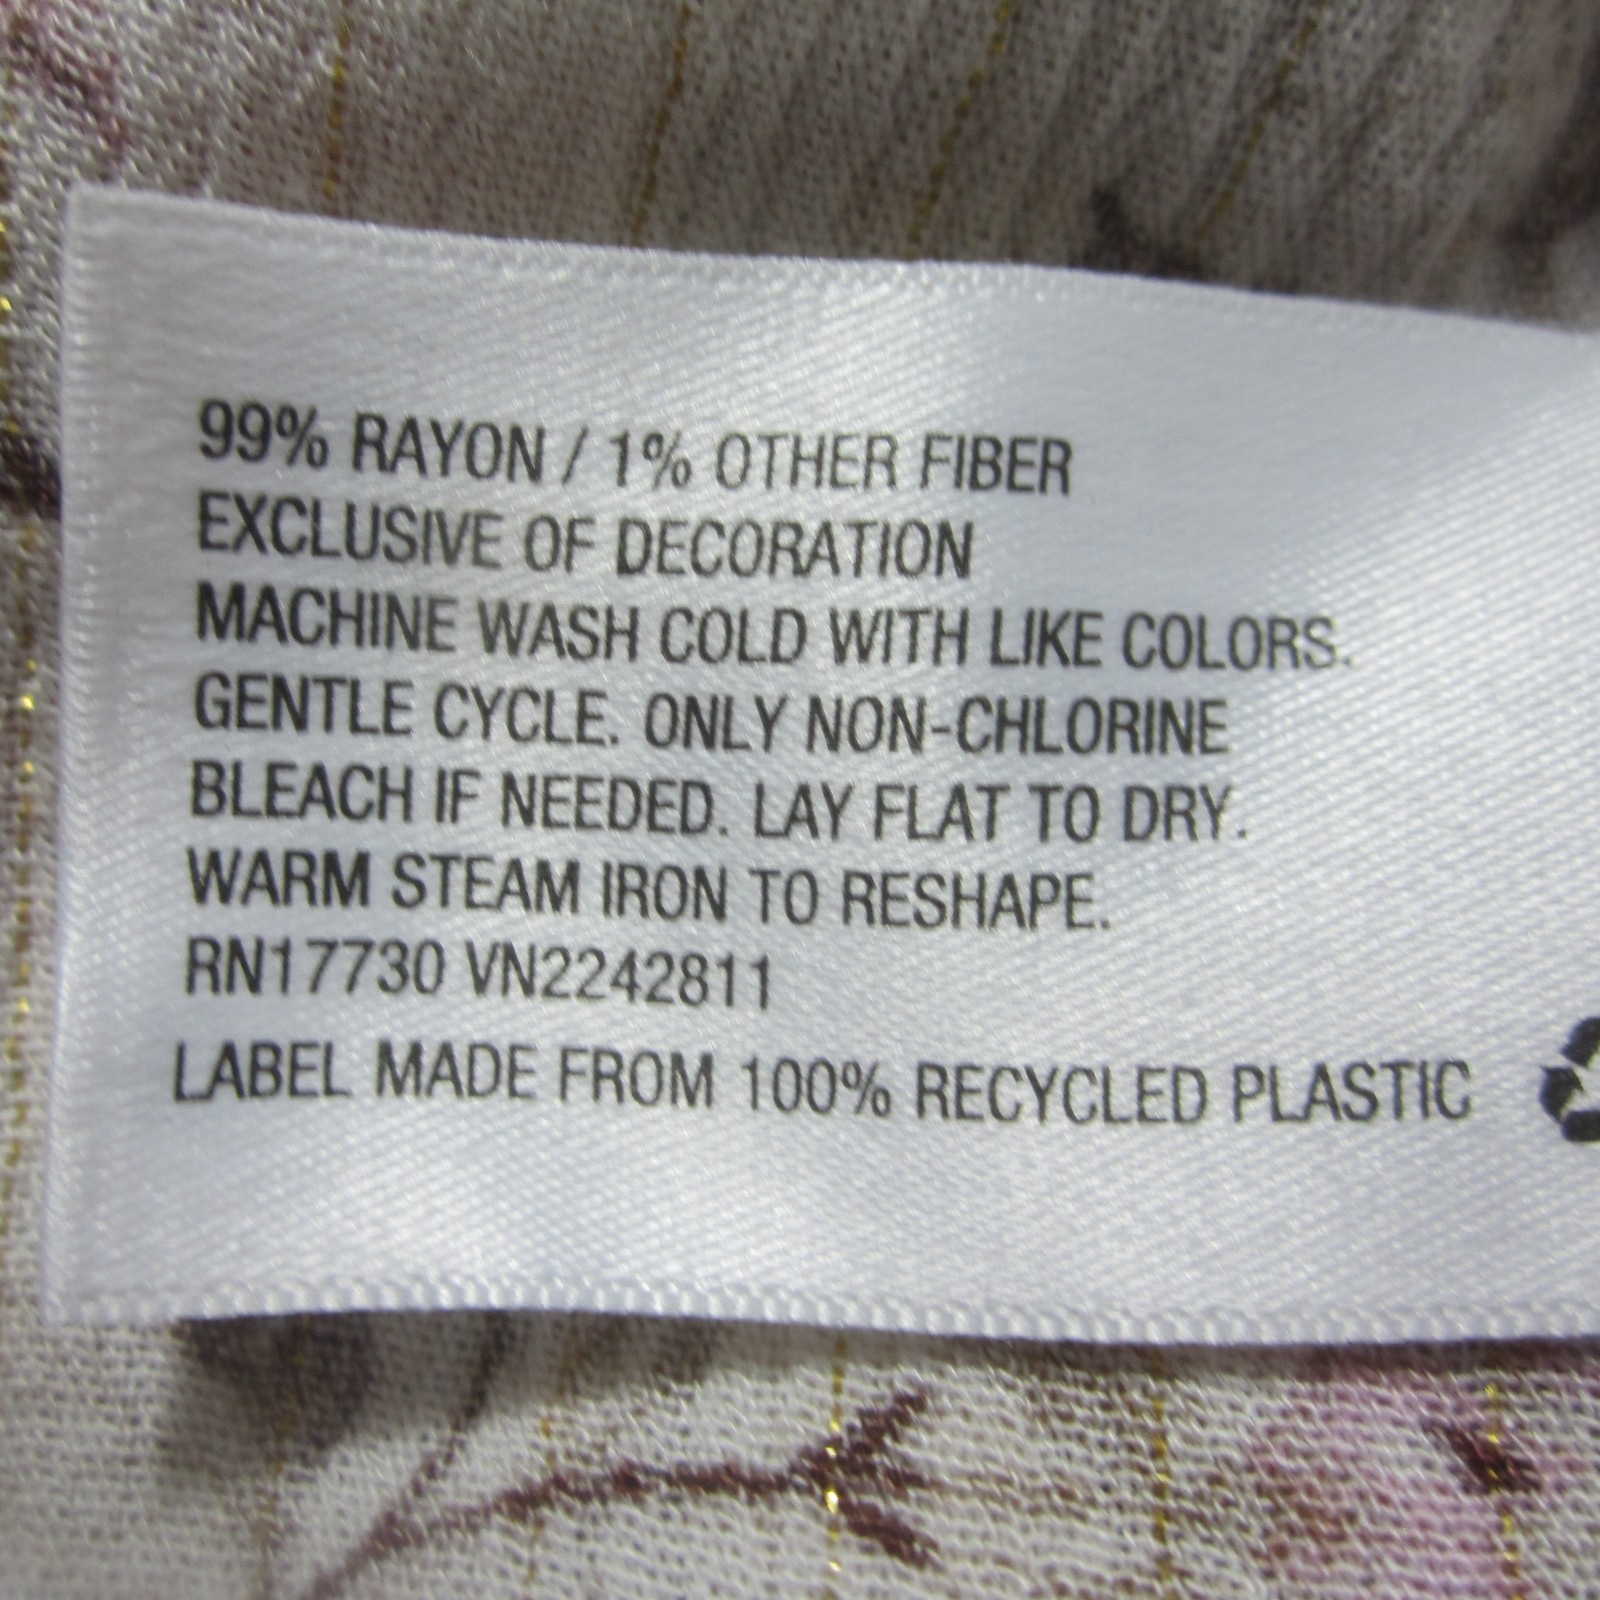 99% RAYON / 1% OTHER FIBER
EXCLUSIVE OF DECORATION
MACHINE WASH COLD WITH LIKE COLORS.
GENTLE CYCLE. ONLY NON-CHLORINE
BLEACH IF NEEDED. LAY FLAT TO DRY.
WARM STEAM IRON TO RESHAPE.
RN17730 VN2242811
LABEL MADE FROM 100% RECYCLED PLASTIC